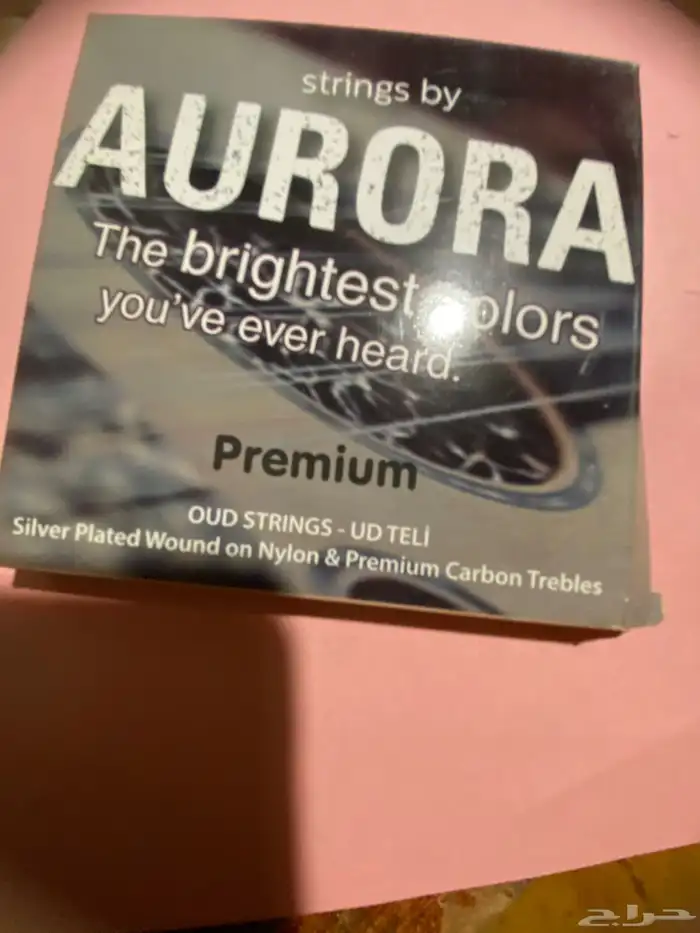 strings by
AURORA
The brightest colors
you've ever heard.
Premium
OUD STRINGS - UD TELİ
Silver Plated Wound on Nylon & Premium Carbon Trebles
حراج